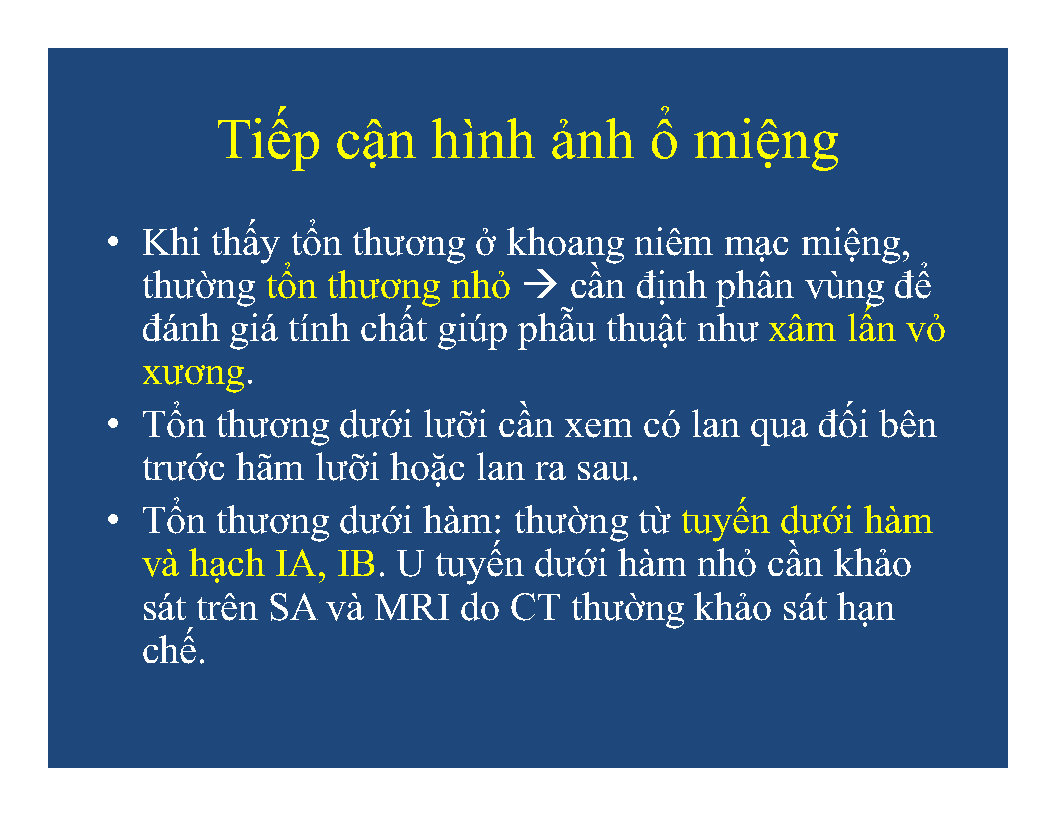 Tiếp cận hình ảnh ổ miệng
• Khi thấy tổn thương ở khoang niêm mạc miệng,
thường tổn thương nhỏ → cần định phân vùng để
đánh giá tính chất giúp phẫu thuật như xâm lấn vỏ
xương.
• Tổn thương dưới lưỡi cần xem có lan qua đối bên
trước hãm lưỡi hoặc lan ra sau.
• Tổn thương dưới hàm: thường từ tuyến dưới hàm
và hạch IA, IB. U tuyến dưới hàm nhỏ cần khảo
sát trên SA và MRI do CT thường khảo sát hạn
chế.